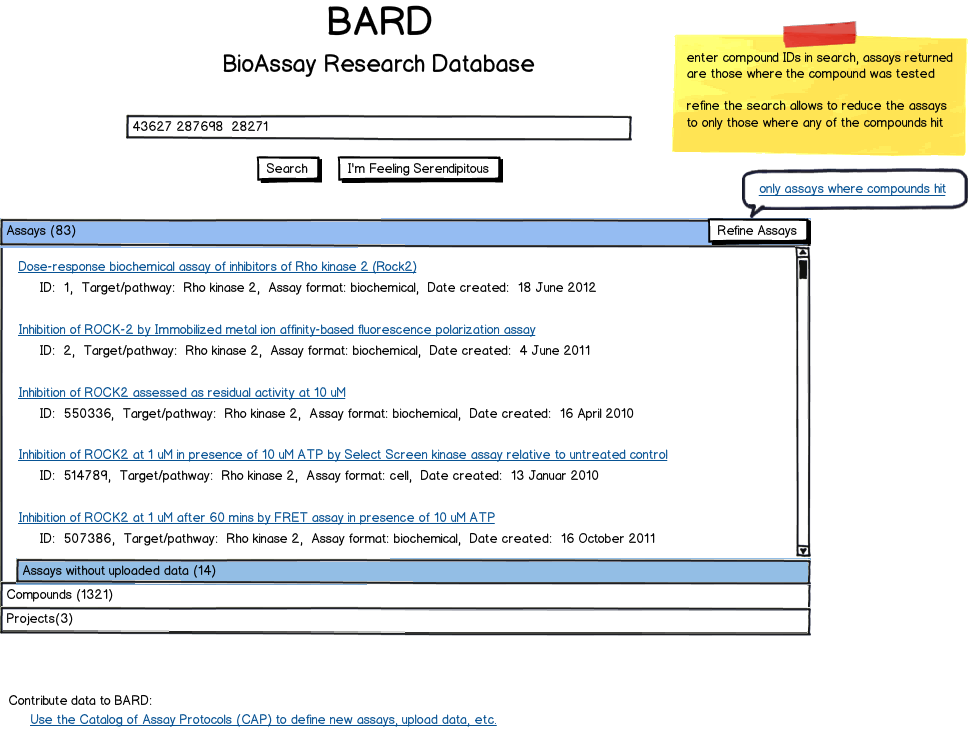 BARD
BioAssay Research Database
enter compound IDs in search, assays returned
are those where the compound was tested
refine the search allows to reduce the assays
to only those where any of the compounds hit
43627 287698 28271
Search
I'm Feeling Serendipitous
only assays where compounds hit
Assays (83)
Refine Assays
Dose-response biochemical assay of inhibitors of Rho kinase 2 (Rock2)
ID: 1, Target/pathway: Rho kinase 2, Assay format: biochemical, Date created: 18 June 2012
Inhibition of ROCK-2 by Immobilized metal ion affinity-based fluorescence polarization assay
ID: 2, Target/pathway: Rho kinase 2, Assay format: biochemical, Date created: 4 June 2011
Inhibition of ROCK2 assessed as residual activity at 10 uM
ID: 550336, Target/pathway: Rho kinase 2, Assay format: biochemical, Date created: 16 April 2010
Inhibition of ROCK2 at 1 uM in presence of 10 uM ATP by Select Screen kinase assay relative to untreated control
ID: 514789, Target/pathway: Rho kinase 2, Assay format: cell, Date created: 13 Januar 2010
Inhibition of ROCK2 at 1 uM after 60 mins by FRET assay in presence of 10 uM ATP
ID: 507386, Target/pathway: Rho kinase 2, Assay format: biochemical, Date created: 16 October 2011
Assays without uploaded data (14)
Compounds (1321)
Projects(3)
Contribute data to BARD:
Use the Catalog of Assay Protocols (CAP) to define new assays, upload data, etc.